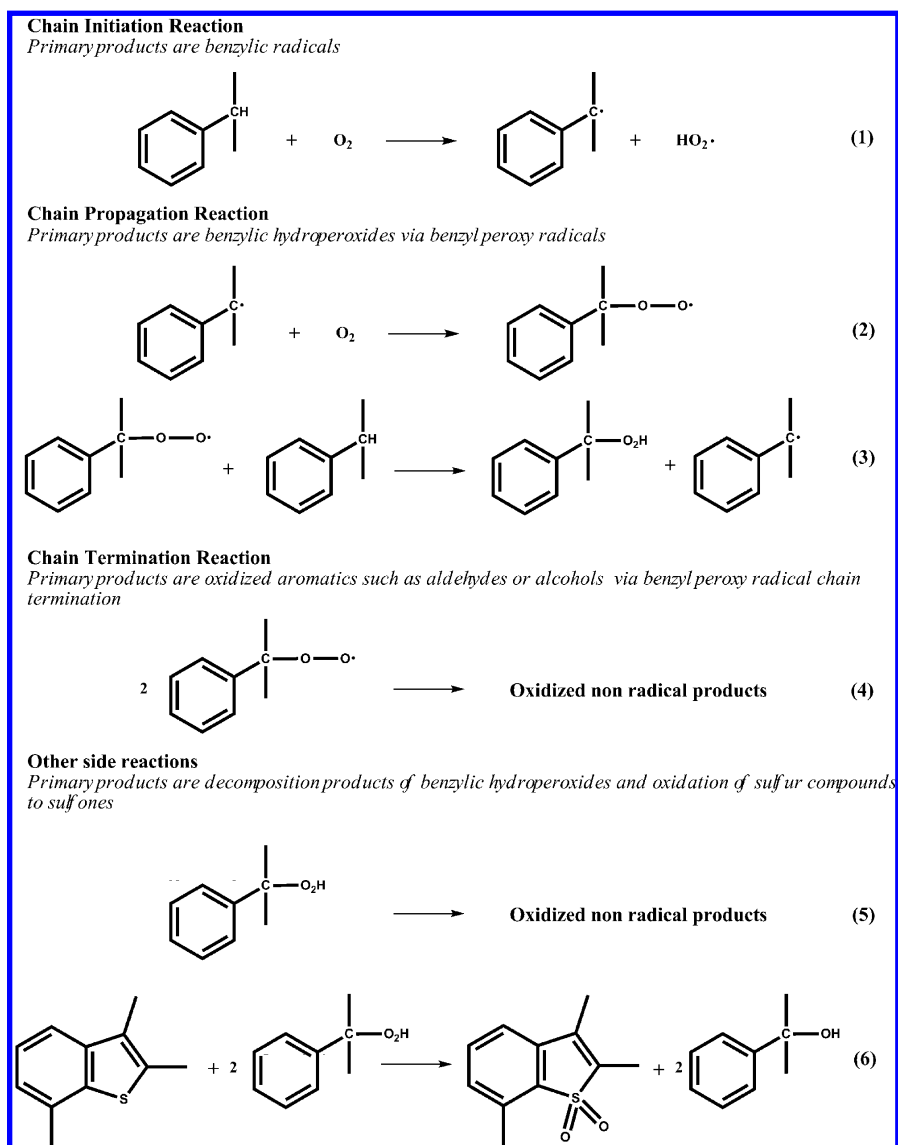 Chain Initiation Reaction
Primary products are benzylic radicals
CH + O₂ C· + HO₂· (1)
Chain Propagation Reaction
Primary products are benzylic hydroperoxides via benzyl peroxy radicals
C· + O₂ C O O· (2)
C O O· + CH C O₂H + C· (3)
Chain Termination Reaction
Primary products are oxidized aromatics such as aldehydes or alcohols via benzyl peroxy radical chain
termination
2 C O O· Oxidized non radical products (4)
Other side reactions
Primary products are decomposition products of benzylic hydroperoxides and oxidation of sulfur compounds
to sulfones
C O₂H Oxidized non radical products (5)
S + 2 C O₂H S O O + 2 C OH (6)